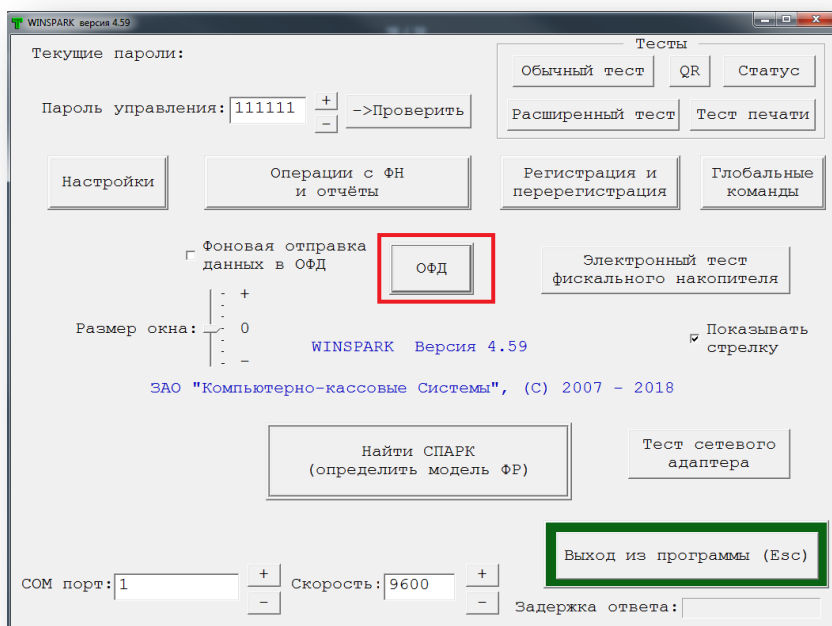 WINSPARK версия 4.59
Текущие пароли:
Тесты
Обычный тест
QR
Статус
Пароль управления:
111111
+
−
−>Проверить
Расширенный тест
Тест печати
Настройки
Операции с ФН
и отчёты
Регистрация и
перерегистрация
Глобальные
команды
Фоновая отправка
данных в ОФД
ОФД
Электронный тест
фискального накопителя
+
Размер окна:
0
−
WINSPARK Версия 4.59
Показывать
стрелку
ЗАО "Компьютерно-кассовые Системы", (C) 2007 − 2018
Найти СПАРК
(определить модель ФР)
Тест сетевого
адаптера
Выход из программы (Esc)
COM порт:
1
+
−
Скорость:
9600
+
−
Задержка ответа: